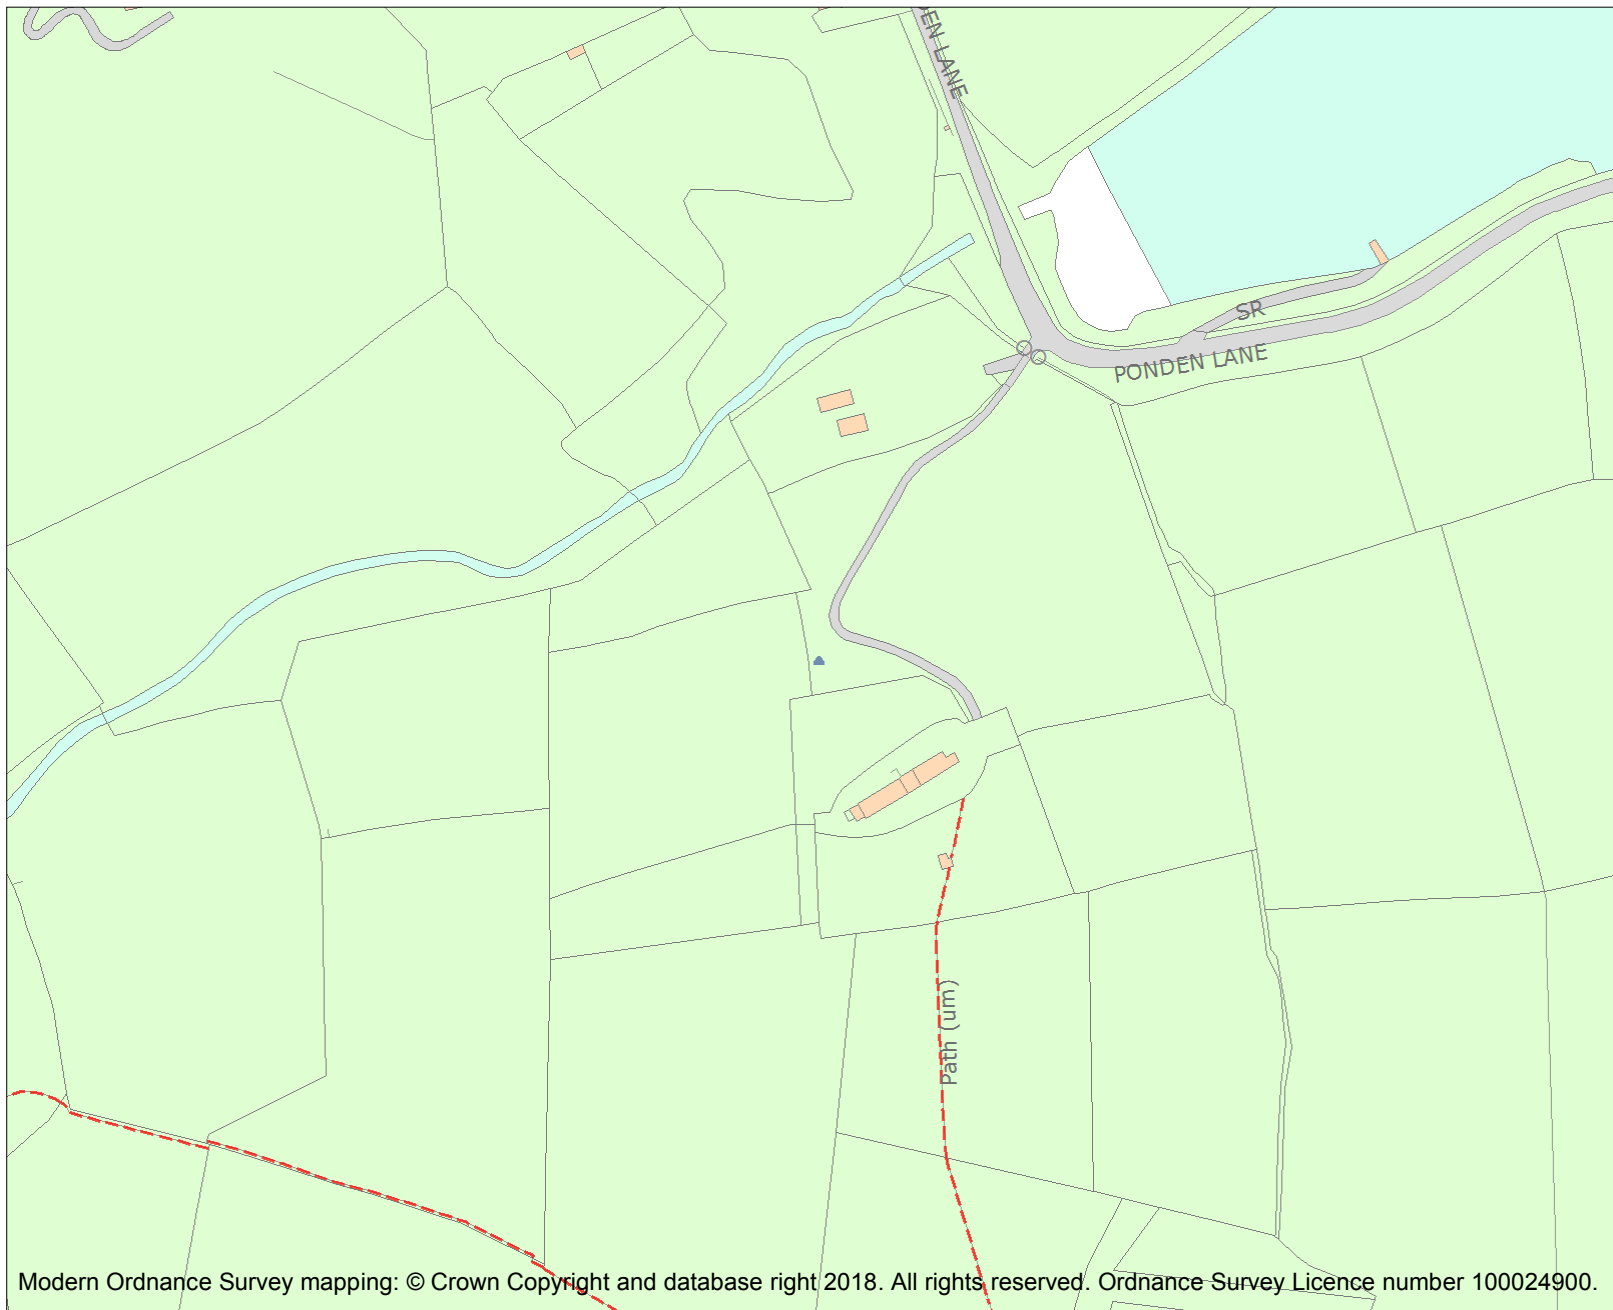 DEN LANE
SR
PONDEN LANE
Path (um)
Modern Ordnance Survey mapping: © Crown Copyright and database right 2018. All rights reserved. Ordnance Survey Licence number 100024900.